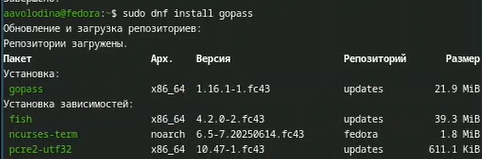 Завершено!
aavolodina@fedora:~$ sudo dnf install gopass
Обновление и загрузка репозиториев:
Репозитории загружены.
Пакет Арх. Версия Репозиторий Размер
Установка:
gopass x86_64 1.16.1-1.fc43 updates 21.9 MiB
Установка зависимостей:
fish x86_64 4.2.0-2.fc43 updates 39.3 MiB
ncurses-term noarch 6.5-7.20250614.fc43 fedora 1.8 MiB
pcre2-utf32 x86_64 10.47-1.fc43 updates 611.1 KiB